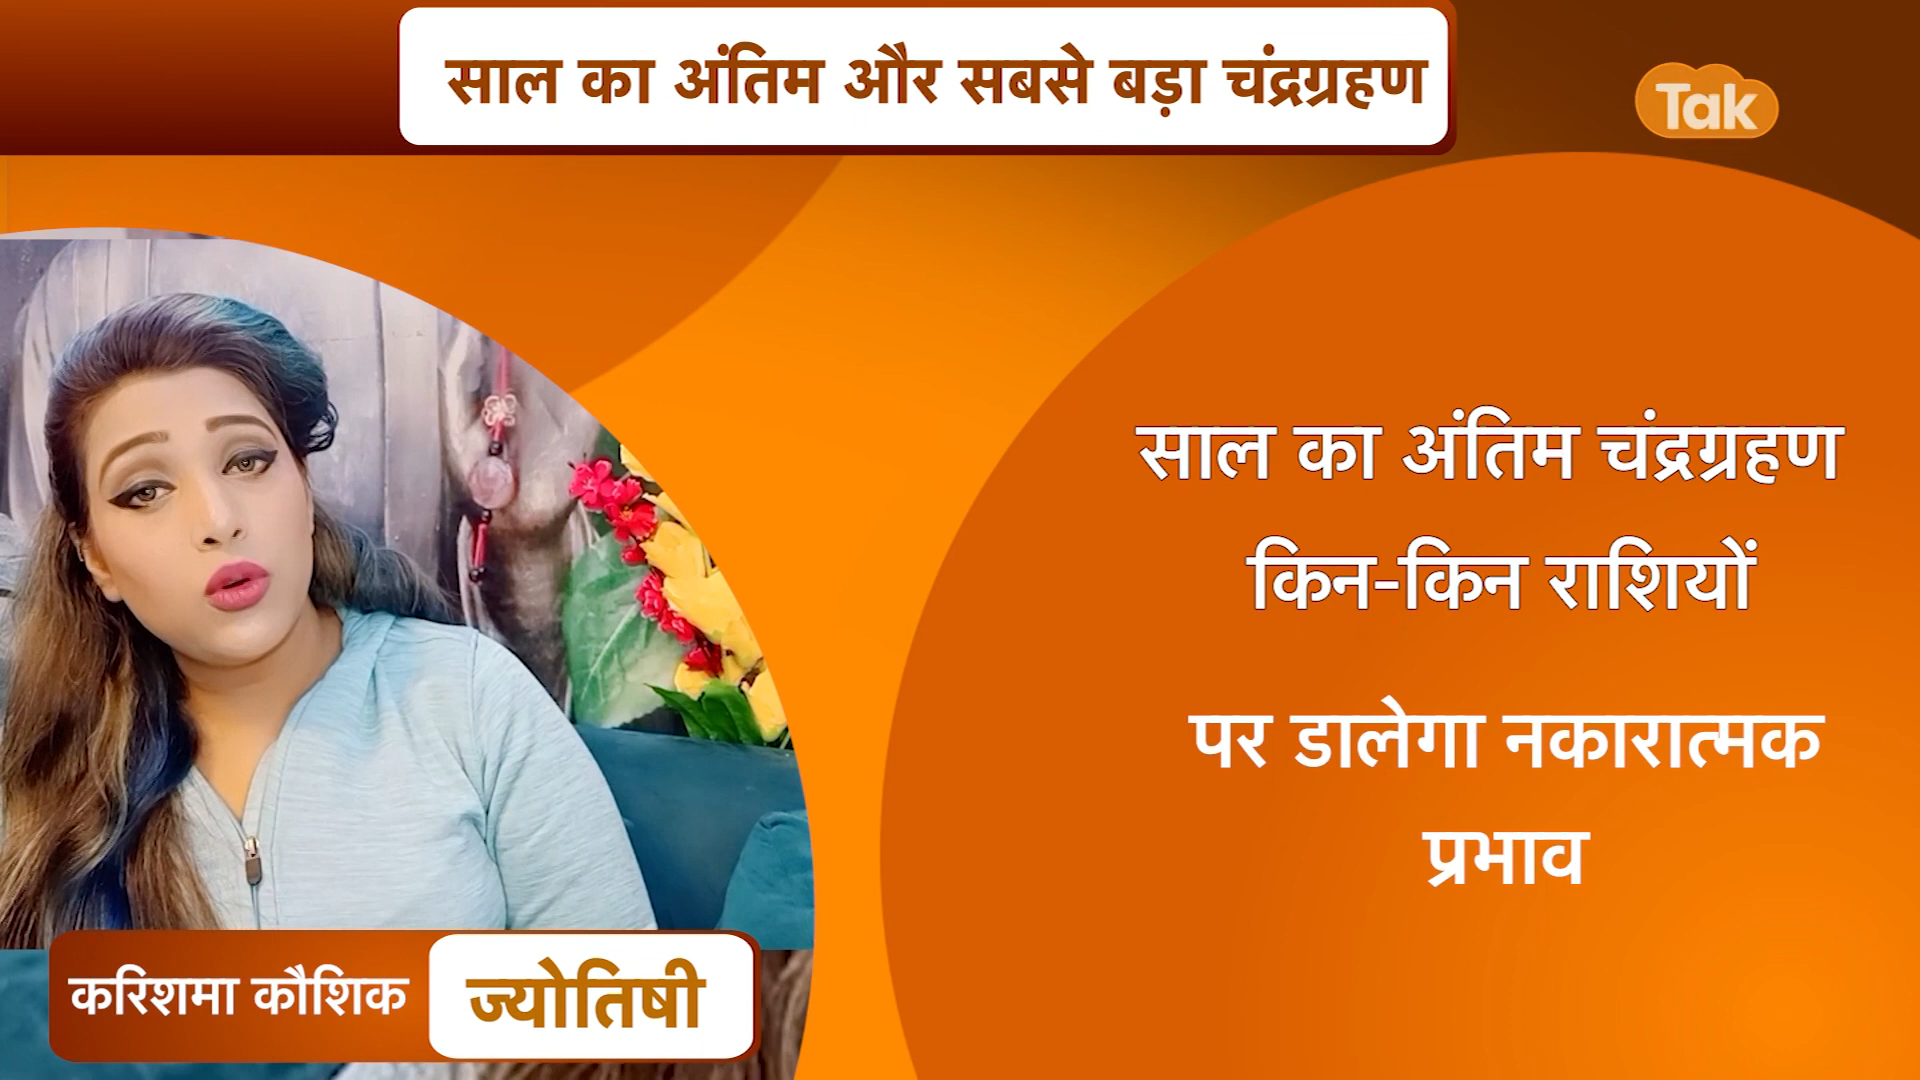 साल का अंतिम और सबसे बड़ा चंद्रग्रहण
Tak
साल का अंतिम चंद्रग्रहण
किन-किन राशियों
पर डालेगा नकारात्मक
प्रभाव
करिशमा कौशिक
ज्योतिषी